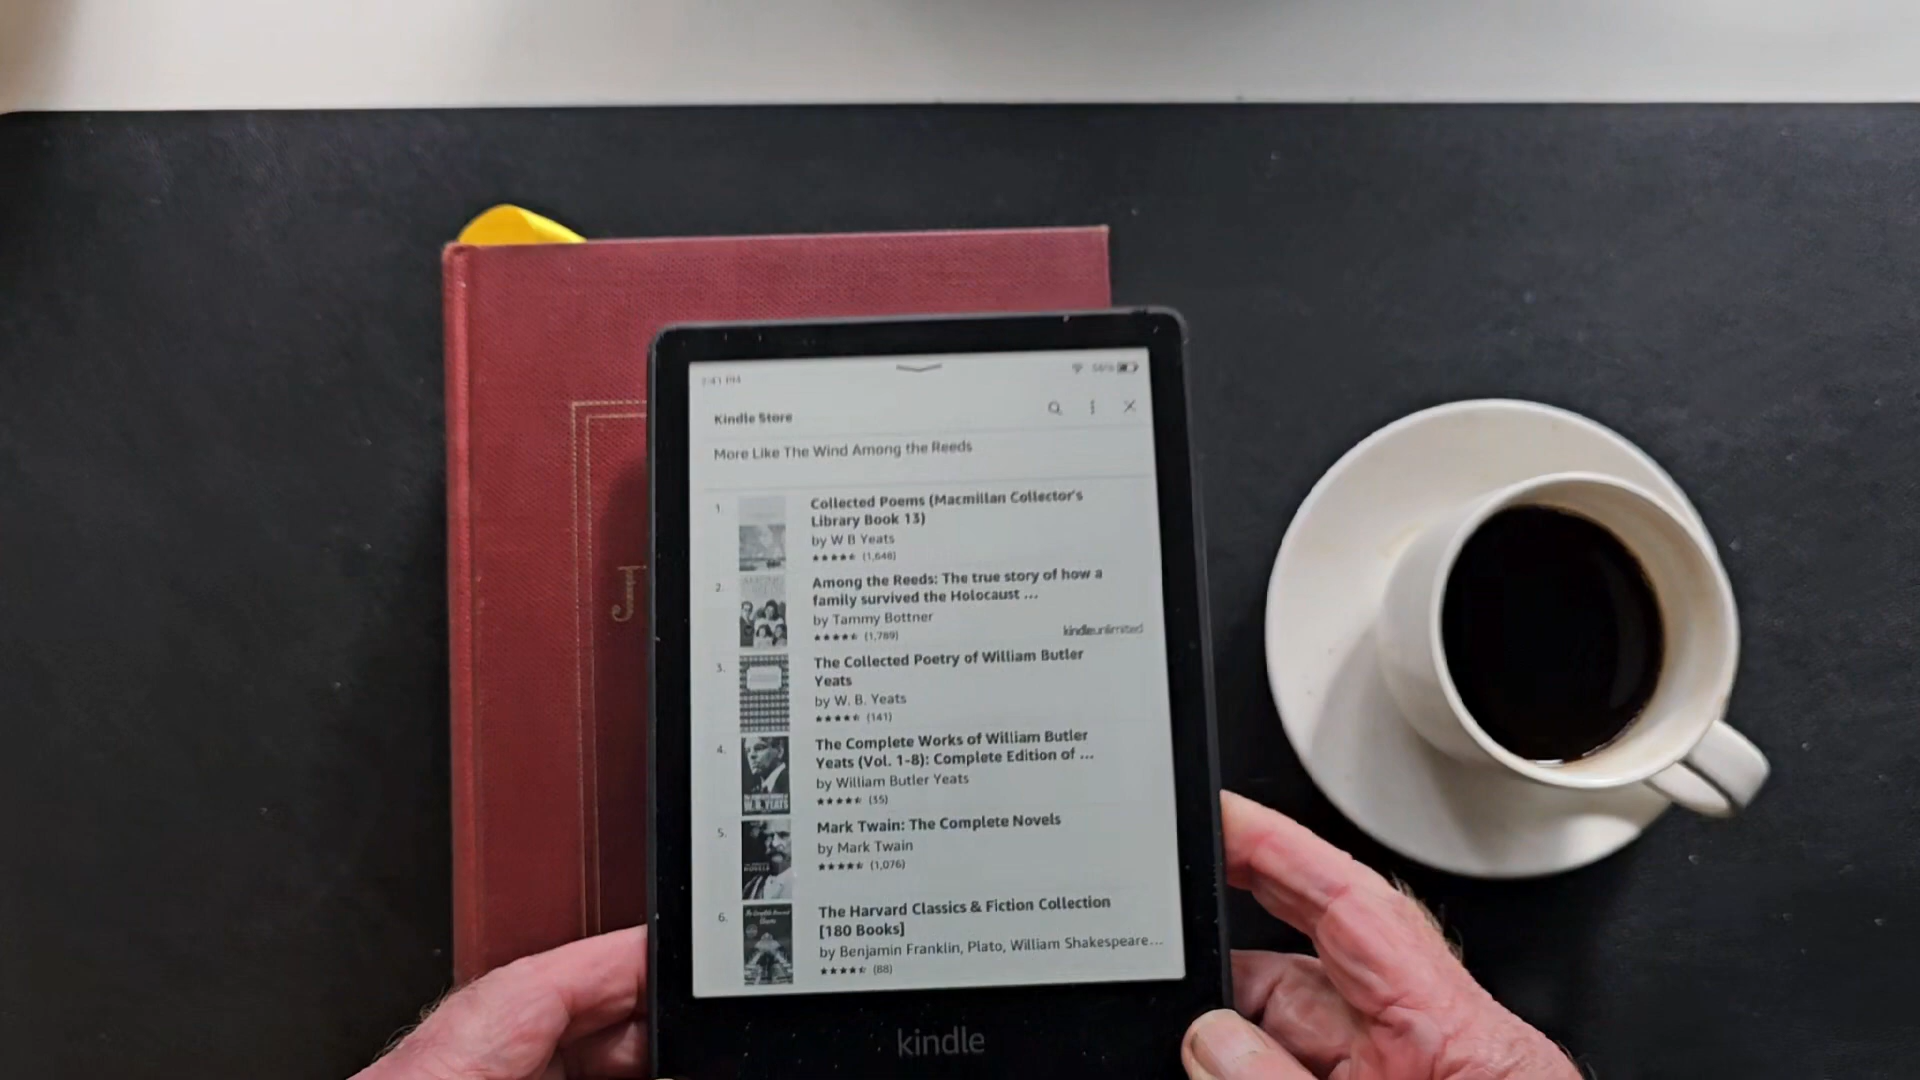 7:41 PM 56%
Kindle Store
More Like The Wind Among the Reeds
1.
Collected Poems (Macmillan Collector's
Library Book 13)
by W B Yeats
(1,648)
2.
Among the Reeds: The true story of how a
family survived the Holocaust ...
by Tammy Bottner
(1,789)
kindleunlimited
3.
The Collected Poetry of William Butler
Yeats
by W. B. Yeats
(141)
4.
The Complete Works of William Butler
Yeats (Vol. 1-8): Complete Edition of ...
by William Butler Yeats
(35)
W.B. YEATS
5.
Mark Twain: The Complete Novels
by Mark Twain
(1,076)
6.
The Harvard Classics & Fiction Collection
[180 Books]
by Benjamin Franklin, Plato, William Shakespeare...
(88)
kindle